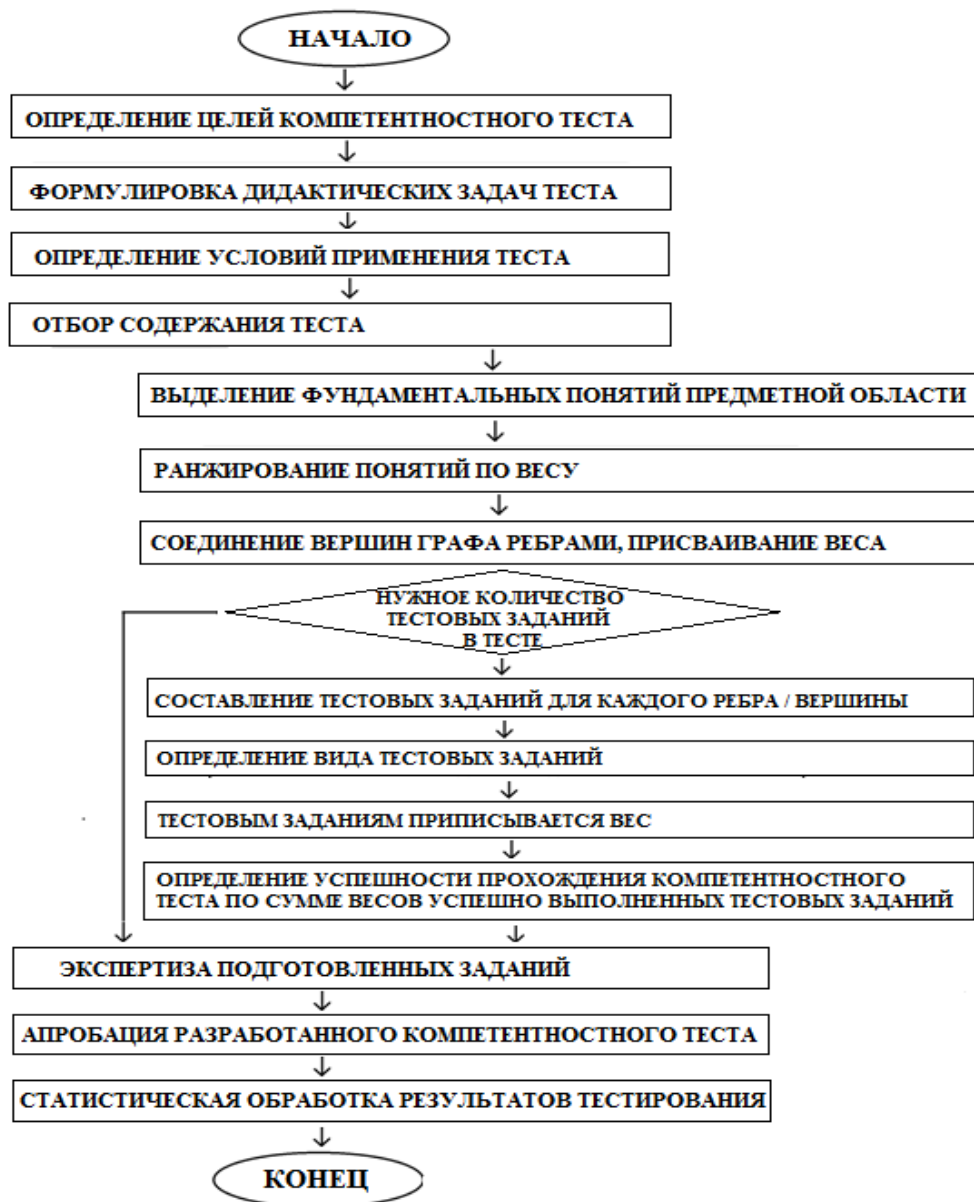 НАЧАЛО
ОПРЕДЕЛЕНИЕ ЦЕЛЕЙ КОМПЕТЕНТНОСТНОГО ТЕСТА
ФОРМУЛИРОВКА ДИДАКТИЧЕСКИХ ЗАДАЧ ТЕСТА
ОПРЕДЕЛЕНИЕ УСЛОВИЙ ПРИМЕНЕНИЯ ТЕСТА
ОТБОР СОДЕРЖАНИЯ ТЕСТА
ВЫДЕЛЕНИЕ ФУНДАМЕНТАЛЬНЫХ ПОНЯТИЙ ПРЕДМЕТНОЙ ОБЛАСТИ
РАНЖИРОВАНИЕ ПОНЯТИЙ ПО ВЕСУ
СОЕДИНЕНИЕ ВЕРШИН ГРАФА РЕБРАМИ, ПРИСВАИВАНИЕ ВЕСА
НУЖНОЕ КОЛИЧЕСТВО
ТЕСТОВЫХ ЗАДАНИЙ
В ТЕСТЕ
СОСТАВЛЕНИЕ ТЕСТОВЫХ ЗАДАНИЙ ДЛЯ КАЖДОГО РЕБРА / ВЕРШИНЫ
ОПРЕДЕЛЕНИЕ ВИДА ТЕСТОВЫХ ЗАДАНИЙ
ТЕСТОВЫМ ЗАДАНИЯМ ПРИПИСЫВАЕТСЯ ВЕС
ОПРЕДЕЛЕНИЕ УСПЕШНОСТИ ПРОХОЖДЕНИЯ КОМПЕТЕНТНОСТНОГО
ТЕСТА ПО СУММЕ ВЕСОВ УСПЕШНО ВЫПОЛНЕННЫХ ТЕСТОВЫХ ЗАДАНИЙ
ЭКСПЕРТИЗА ПОДГОТОВЛЕННЫХ ЗАДАНИЙ
АПРОБАЦИЯ РАЗРАБОТАННОГО КОМПЕТЕНТНОСТНОГО ТЕСТА
СТАТИСТИЧЕСКАЯ ОБРАБОТКА РЕЗУЛЬТАТОВ ТЕСТИРОВАНИЯ
КОНЕЦ